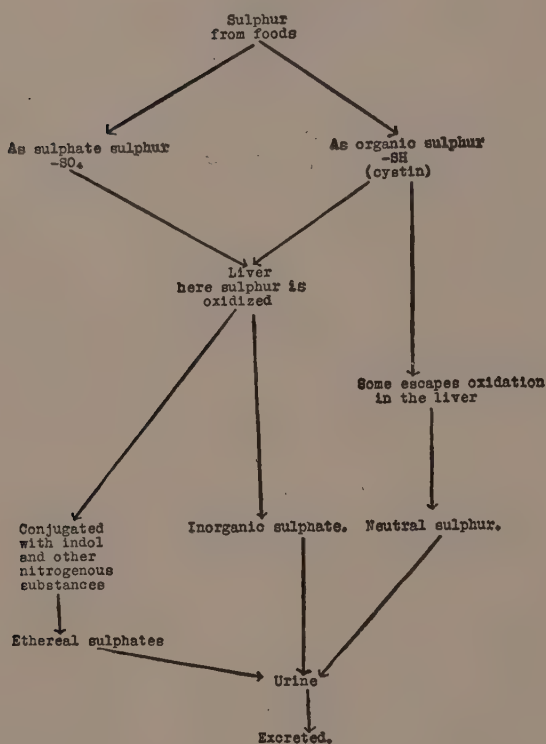 Sulphur
from foods
As sulphate sulphur
-SO₄
As organic sulphur
-SH
(cystin)
Liver
here sulphur is
oxidized
Some escapes oxidation
in the liver
Conjugated
with indol
and other
nitrogenous
substances
Inorganic sulphate.
Neutral sulphur.
Ethereal sulphates
Urine
Excreted.